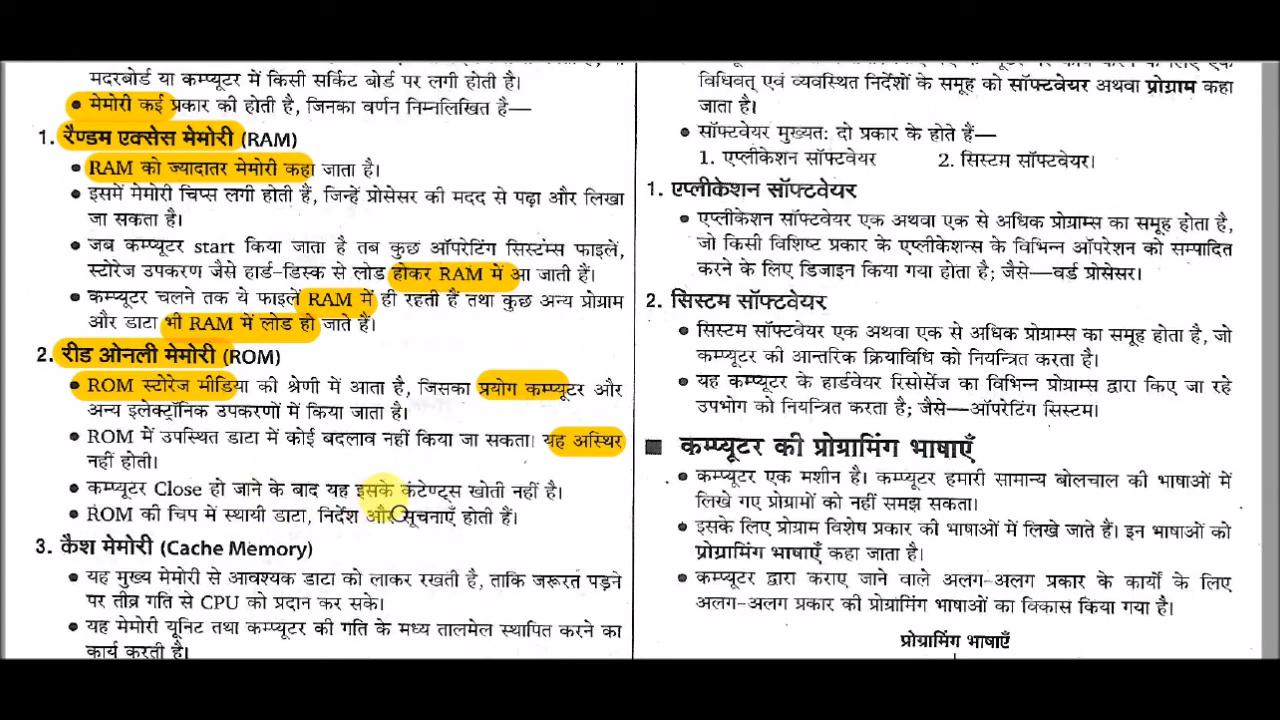 मदरबोर्ड या कम्प्यूटर में किसी सर्किट बोर्ड पर लगी होती है।
• मेमोरी कई प्रकार की होती है, जिनका वर्णन निम्नलिखित है—
1. रैण्डम एक्सेस मेमोरी (RAM)
• RAM को ज्यादातर मेमोरी कहा जाता है।
• इसमें मेमोरी चिप्स लगी होती हैं, जिन्हें प्रोसेसर की मदद से पढ़ा और लिखा
जा सकता है।
• जब कम्प्यूटर start किया जाता है तब कुछ ऑपरेटिंग सिस्टम्स फाइलें,
स्टोरेज उपकरण जैसे हार्ड-डिस्क से लोड होकर RAM में आ जाती हैं।
• कम्प्यूटर चलने तक ये फाइलें RAM में ही रहती हैं तथा कुछ अन्य प्रोग्राम
और डाटा भी RAM में लोड हो जाते हैं।
2. रीड ओनली मेमोरी (ROM)
• ROM स्टोरेज मीडिया की श्रेणी में आता है, जिसका प्रयोग कम्प्यूटर और
अन्य इलेक्ट्रॉनिक उपकरणों में किया जाता है।
• ROM में उपस्थित डाटा में कोई बदलाव नहीं किया जा सकता। यह अस्थिर
नहीं होती।
• कम्प्यूटर Close हो जाने के बाद यह इसके कंटेण्ट्स खोती नहीं है।
• ROM की चिप में स्थायी डाटा, निर्देश और सूचनाएँ होती हैं।
3. कैश मेमोरी (Cache Memory)
• यह मुख्य मेमोरी से आवश्यक डाटा को लाकर रखती है, ताकि जरूरत पड़ने
पर तीव्र गति से CPU को प्रदान कर सके।
• यह मेमोरी यूनिट तथा कम्प्यूटर की गति के मध्य तालमेल स्थापित करने का
कार्य करती है।
विधिवत् एवं व्यवस्थित निर्देशों के समूह को सॉफ्टवेयर अथवा प्रोग्राम कहा
जाता है।
• सॉफ्टवेयर मुख्यतः दो प्रकार के होते हैं—
1. एप्लीकेशन सॉफ्टवेयर 2. सिस्टम सॉफ्टवेयर।
1. एप्लीकेशन सॉफ्टवेयर
• एप्लीकेशन सॉफ्टवेयर एक अथवा एक से अधिक प्रोग्राम्स का समूह होता है,
जो किसी विशिष्ट प्रकार के एप्लीकेशन्स के विभिन्न ऑपरेशन को सम्पादित
करने के लिए डिजाइन किया गया होता है; जैसे—वर्ड प्रोसेसर।
2. सिस्टम सॉफ्टवेयर
• सिस्टम सॉफ्टवेयर एक अथवा एक से अधिक प्रोग्राम्स का समूह होता है, जो
कम्प्यूटर की आन्तरिक क्रियाविधि को नियन्त्रित करता है।
• यह कम्प्यूटर के हार्डवेयर रिसोर्सेज का विभिन्न प्रोग्राम्स द्वारा किए जा रहे
उपभोग को नियन्त्रित करता है; जैसे—ऑपरेटिंग सिस्टम।
■ कम्प्यूटर की प्रोग्रामिंग भाषाएँ
• कम्प्यूटर एक मशीन है। कम्प्यूटर हमारी सामान्य बोलचाल की भाषाओं में
लिखे गए प्रोग्रामों को नहीं समझ सकता।
• इसके लिए प्रोग्राम विशेष प्रकार की भाषाओं में लिखे जाते हैं। इन भाषाओं को
प्रोग्रामिंग भाषाएँ कहा जाता है।
• कम्प्यूटर द्वारा कराए जाने वाले अलग-अलग प्रकार के कार्यों के लिए
अलग-अलग प्रकार की प्रोग्रामिंग भाषाओं का विकास किया गया है।
प्रोग्रामिंग भाषाएँ